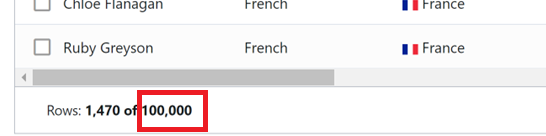 Chloe Flanagan French France
Ruby Greyson French France
Rows: 1,470 of 100,000